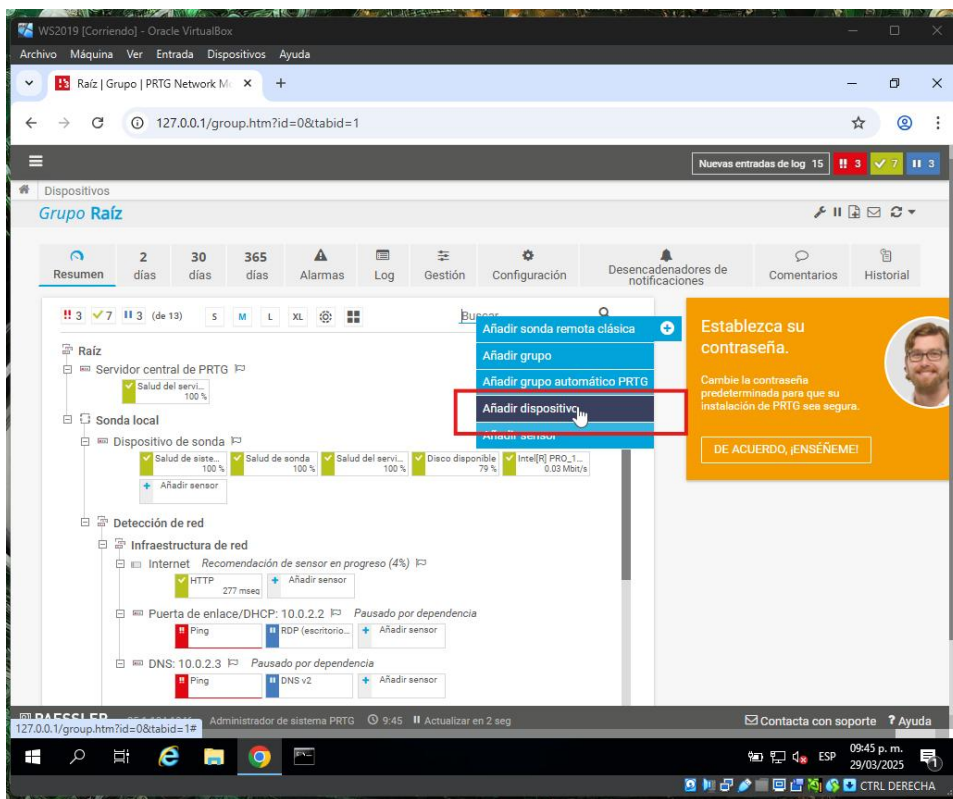 WS2019 [Corriendo] - Oracle VirtualBox
Archivo Máquina Ver Entrada Dispositivos Ayuda
Raíz | Grupo | PRTG Network Mo
127.0.0.1/group.htm?id=0&tabid=1
Nuevas entradas de log 15 3 7 3
Dispositivos
Grupo Raíz
Resumen 2 días 30 días 365 días Alarmas Log Gestión Configuración Desencadenadores de notificaciones Comentarios Historial
3 7 3 (de 13) S M L XL Buscar
Añadir sonda remota clásica
Añadir grupo
Añadir grupo automático PRTG
Añadir dispositivo
Añadir sensor
Establezca su contraseña.
Cambie la contraseña
predeterminada para que su
instalación de PRTG sea segura.
DE ACUERDO, ¡ENSÉÑEME!
Raíz
Servidor central de PRTG
Salud del servi...
100 %
Sonda local
Dispositivo de sonda
Salud de siste... Salud de sonda Salud del servi... Disco disponible Intel[R] PRO_1...
100 % 100 % 100 % 79 % 0.03 Mbit/s
Añadir sensor
Detección de red
Infraestructura de red
Internet Recomendación de sensor en progreso (4%)
HTTP Añadir sensor
277 mseg
Puerta de enlace/DHCP: 10.0.2.2 Pausado por dependencia
Ping RDP (escritorio... Añadir sensor
DNS: 10.0.2.3 Pausado por dependencia
Ping DNS v2 Añadir sensor
PAESSLER Administrador de sistema PRTG 9:45 Actualizar en 2 seg Contacta con soporte ? Ayuda
127.0.0.1/group.htm?id=0&tabid=1#
ESP 09:45 p. m.
29/03/2025
1
CTRL DERECHA